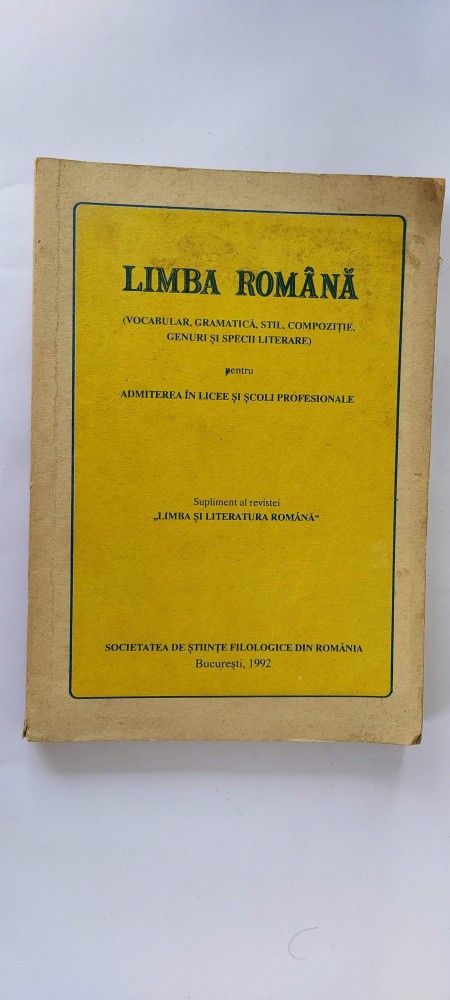 LIMBA ROMÂNĂ
(VOCABULAR, GRAMATICĂ, STIL, COMPOZIȚIE,
GENURI ȘI SPECII LITERARE)
pentru
ADMITEREA ÎN LICEE ȘI ȘCOLI PROFESIONALE
Supliment al revistei
„LIMBA ȘI LITERATURA ROMÂNĂ“
SOCIETATEA DE ȘTIINȚE FILOLOGICE DIN ROMÂNIA
București, 1992